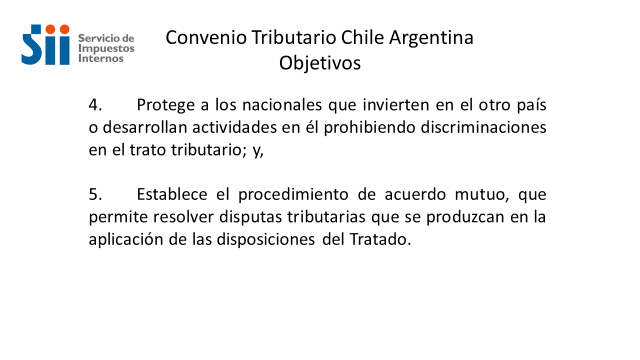 sii
Servicio de
Impuestos
Internos
Convenio Tributario Chile Argentina
Objetivos
4. Protege a los nacionales que invierten en el otro país
o desarrollan actividades en él prohibiendo discriminaciones
en el trato tributario; y,
5. Establece el procedimiento de acuerdo mutuo, que
permite resolver disputas tributarias que se produzcan en la
aplicación de las disposiciones del Tratado.